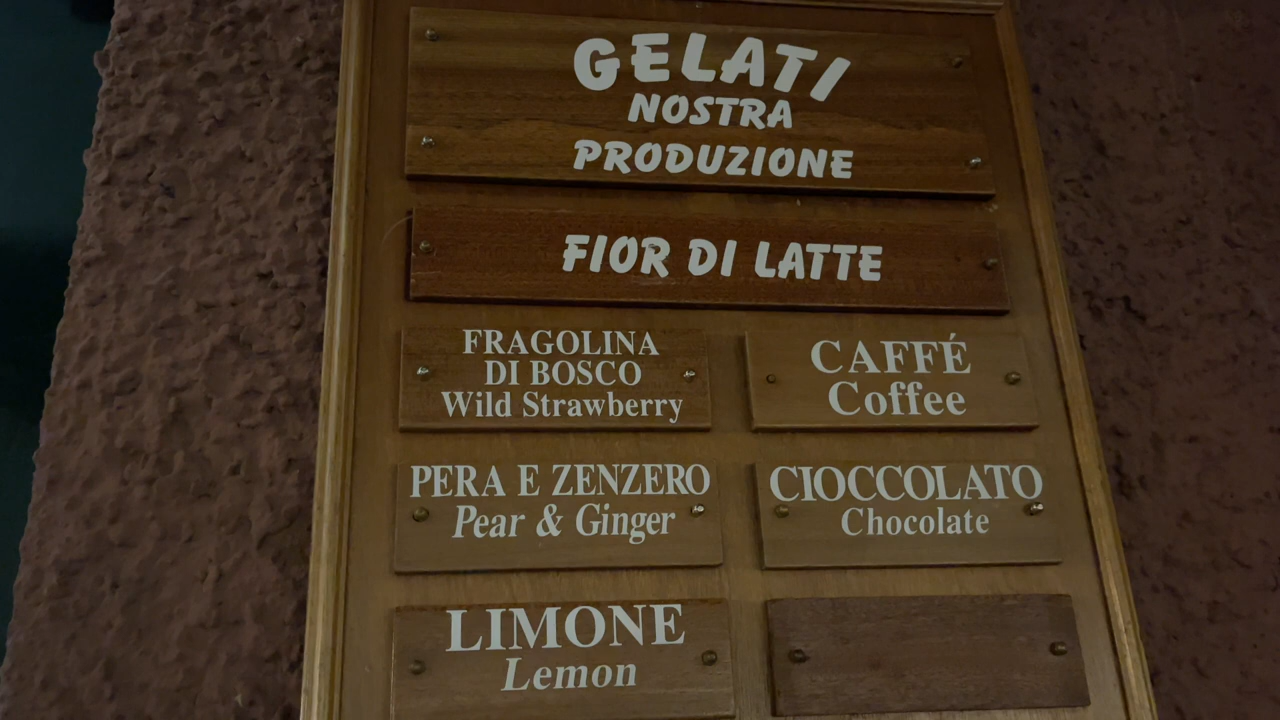 GELATI
NOSTRA
PRODUZIONE
FIOR DI LATTE
FRAGOLINA
DI BOSCO
Wild Strawberry
CAFFÉ
Coffee
PERA E ZENZERO
Pear & Ginger
CIOCCOLATO
Chocolate
LIMONE
Lemon